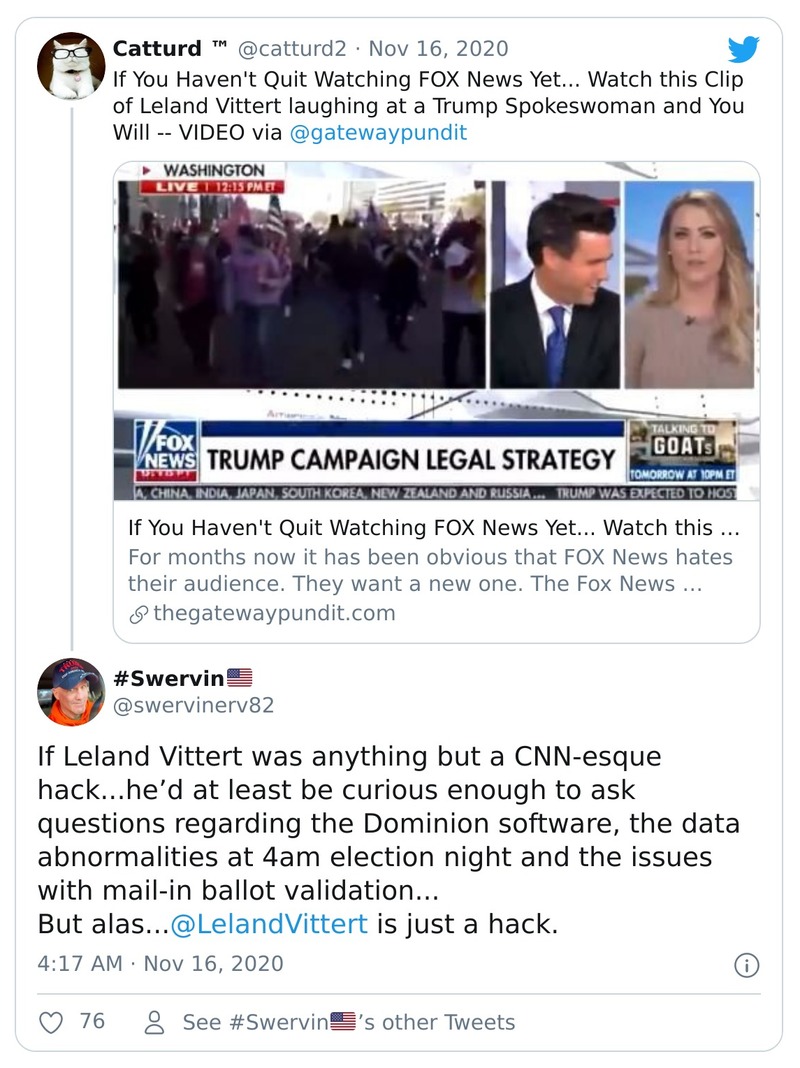 Catturd ™ @catturd2 · Nov 16, 2020
If You Haven't Quit Watching FOX News Yet... Watch this Clip
of Leland Vittert laughing at a Trump Spokeswoman and You
Will -- VIDEO via @gatewaypundit
WASHINGTON
LIVE | 12:15 PM ET
FOX
NEWS
TRUMP CAMPAIGN LEGAL STRATEGY
TALKING TO
GOATs
TOMORROW AT 10PM ET
A, CHINA, INDIA, JAPAN, SOUTH KOREA, NEW ZEALAND AND RUSSIA... TRUMP WAS EXPECTED TO HOST
If You Haven't Quit Watching FOX News Yet... Watch this ...
For months now it has been obvious that FOX News hates
their audience. They want a new one. The Fox News ...
thegatewaypundit.com
#Swervin🇺🇸
@swervinerv82
If Leland Vittert was anything but a CNN-esque
hack...he’d at least be curious enough to ask
questions regarding the Dominion software, the data
abnormalities at 4am election night and the issues
with mail-in ballot validation...
But alas...@LelandVittert is just a hack.
4:17 AM · Nov 16, 2020
76
See #Swervin🇺🇸’s other Tweets